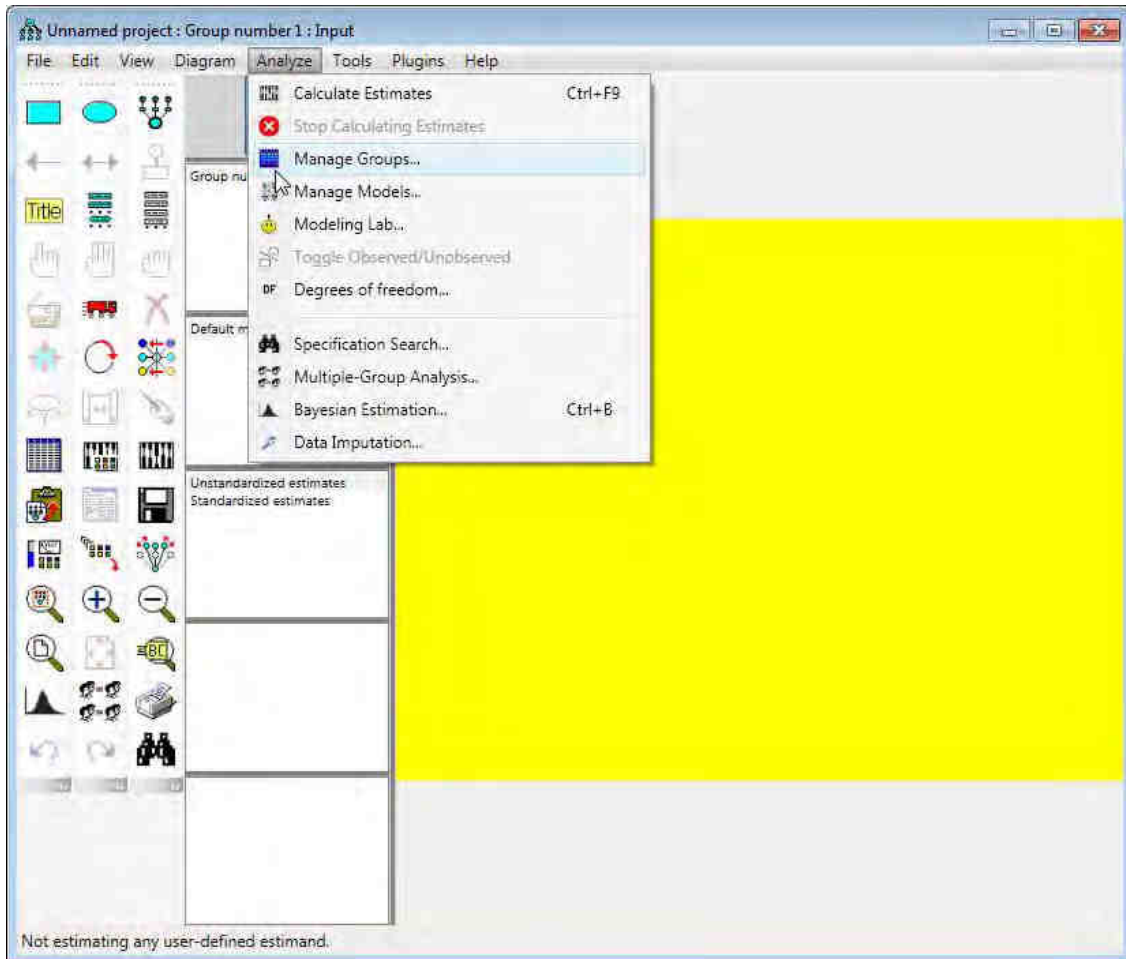 Unnamed project : Group number 1 : Input
File Edit View Diagram Analyze Tools Plugins Help
Calculate Estimates Ctrl+F9
Stop Calculating Estimates
Manage Groups...
Group nu
Manage Models...
Title
Modeling Lab...
Toggle Observed/Unobserved
DF Degrees of freedom...
Default m
Specification Search...
Multiple-Group Analysis...
Bayesian Estimation... Ctrl+B
Data Imputation...
Unstandardized estimates
Standardized estimates
Not estimating any user-defined estimand.